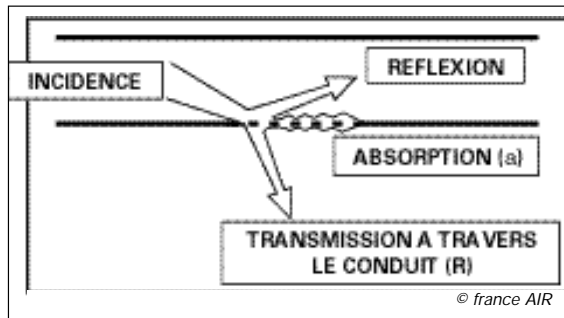 INCIDENCE
REFLEXION
ABSORPTION (a)
TRANSMISSION A TRAVERS
LE CONDUIT (R)
© france AIR